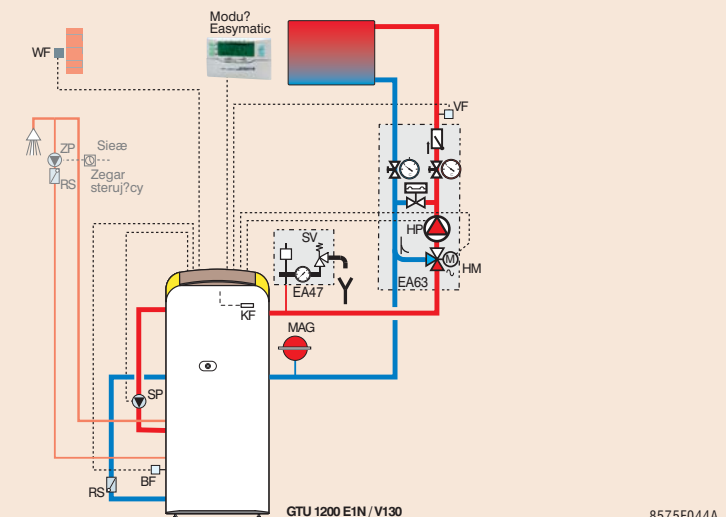 Modu?
Easymatic
WF
VF
ZP
Sieæ
RS
Zegar
steruj?cy
HP
SV
M
HM
EA63
EA47
KF
MAG
SP
BF
RS
GTU 1200 E1N / V130
8575F044A